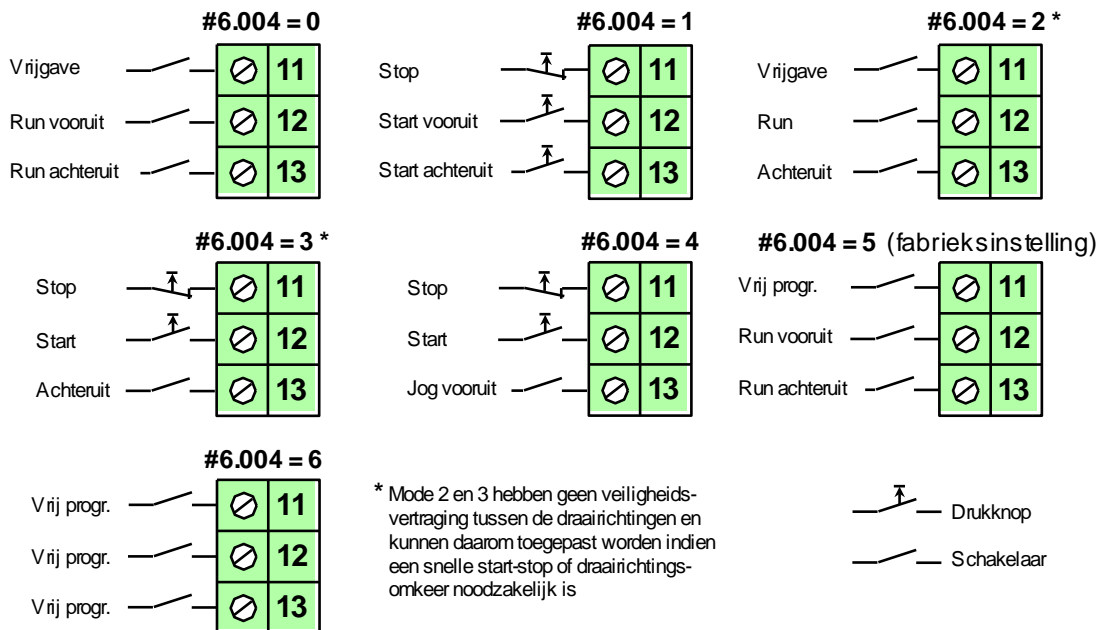 #6.004 = 0
Vrijgave 11
Run vooruit 12
Run achteruit 13
#6.004 = 1
Stop 11
Start vooruit 12
Start achteruit 13
#6.004 = 2 *
Vrijgave 11
Run 12
Achteruit 13
#6.004 = 3 *
Stop 11
Start 12
Achteruit 13
#6.004 = 4
Stop 11
Start 12
Jog vooruit 13
#6.004 = 5 (fabrieksinstelling)
Vrij progr. 11
Run vooruit 12
Run achteruit 13
#6.004 = 6
Vrij progr. 11
Vrij progr. 12
Vrij progr. 13
* Mode 2 en 3 hebben geen veiligheids-
vertraging tussen de draairichtingen en
kunnen daarom toegepast worden indien
een snelle start-stop of draairichtings-
omkeer noodzakelijk is
Drukknop
Schakelaar